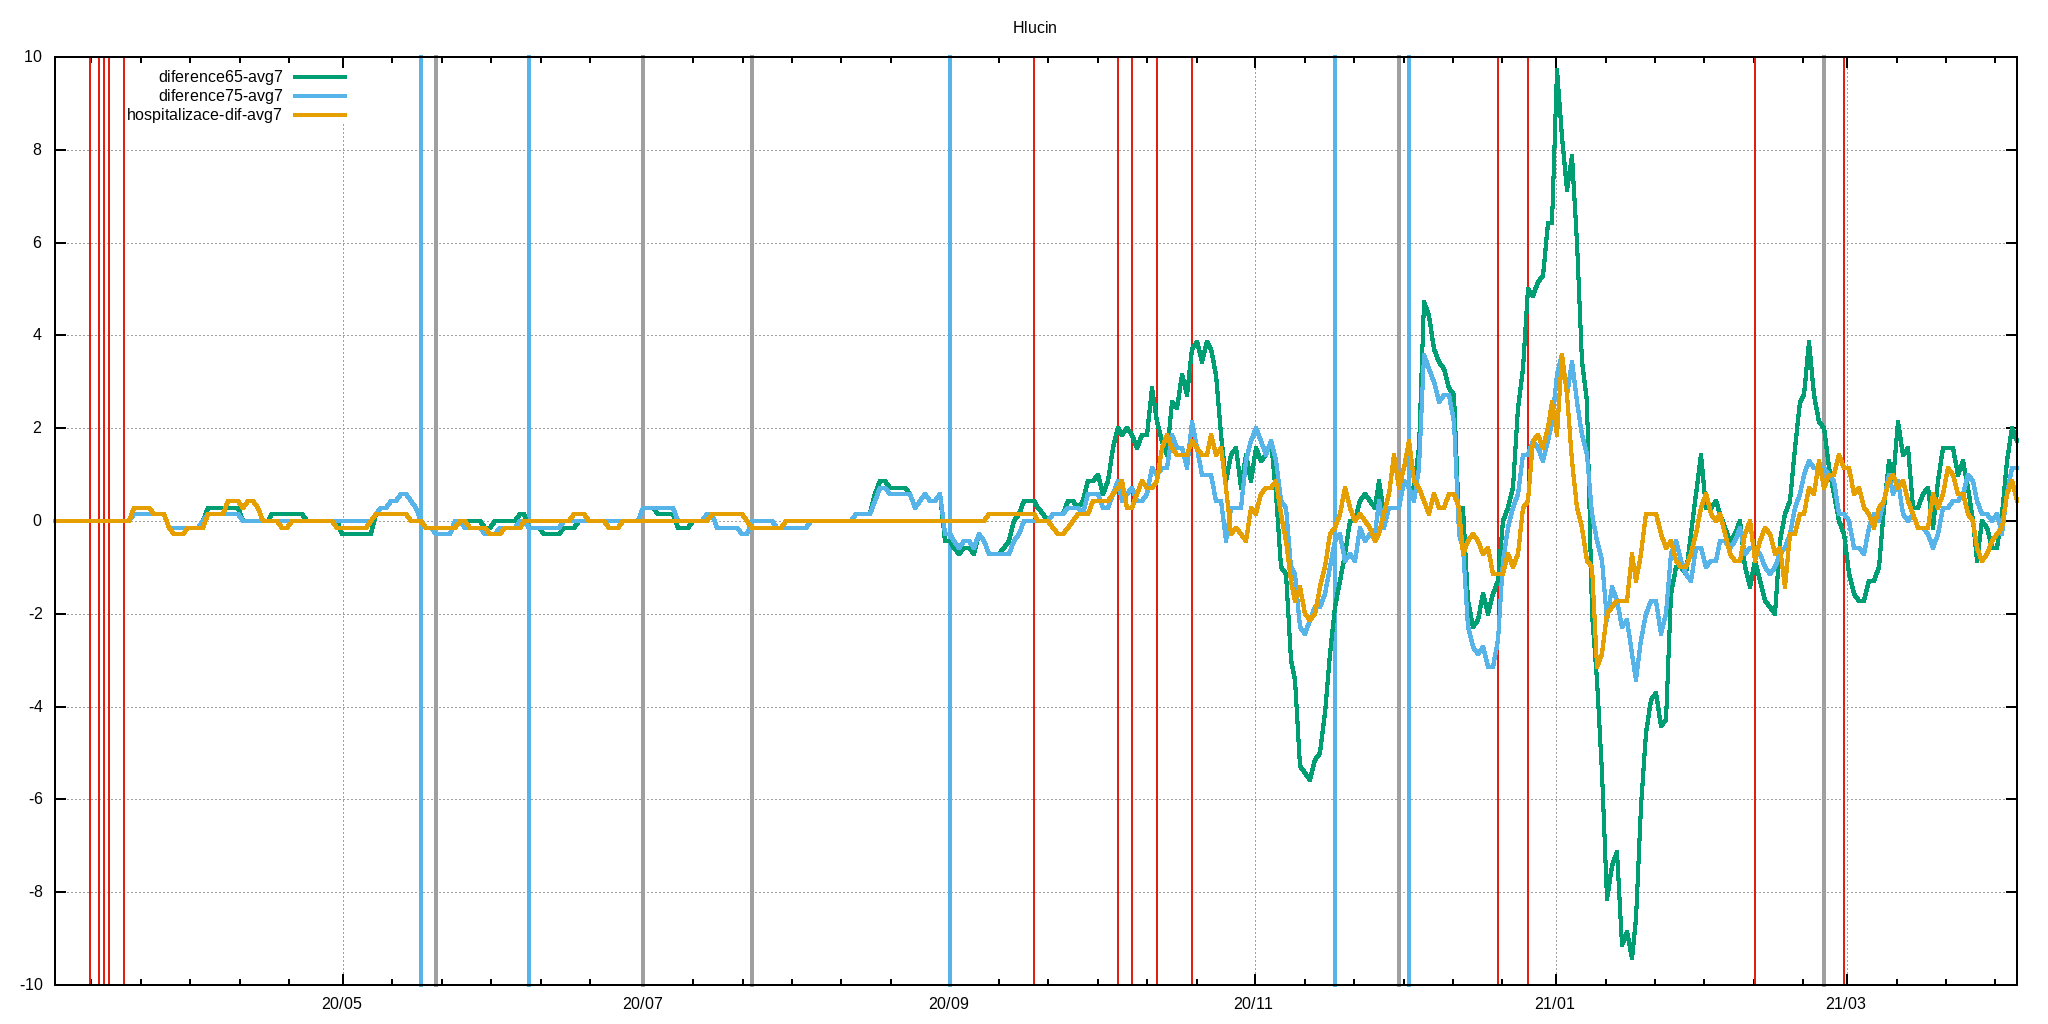 Hlucin
diference65-avg7
diference75-avg7
hospitalizace-dif-avg7
10
8
6
4
2
0
-2
-4
-6
-8
-10
20/05 20/07 20/09 20/11 21/01 21/03